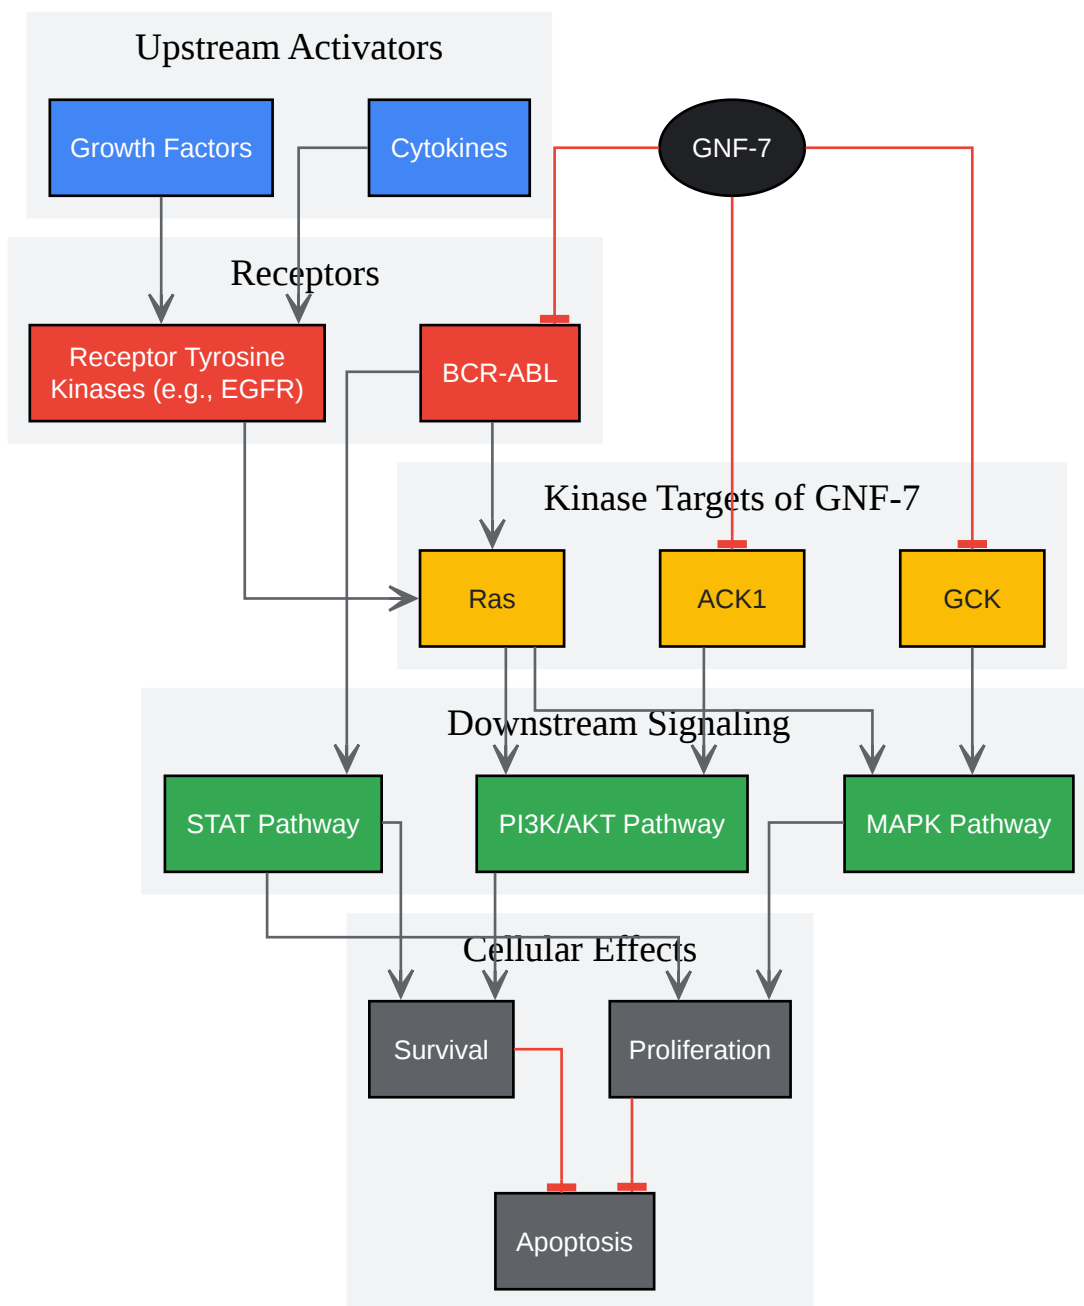 Upstream Activators
Growth Factors
Cytokines
GNF-7
Receptors
Receptor Tyrosine
Kinases (e.g., EGFR)
BCR-ABL
Kinase Targets of GNF-7
Ras
ACK1
GCK
Downstream Signaling
STAT Pathway
PI3K/AKT Pathway
MAPK Pathway
Cellular Effects
Survival
Proliferation
Apoptosis